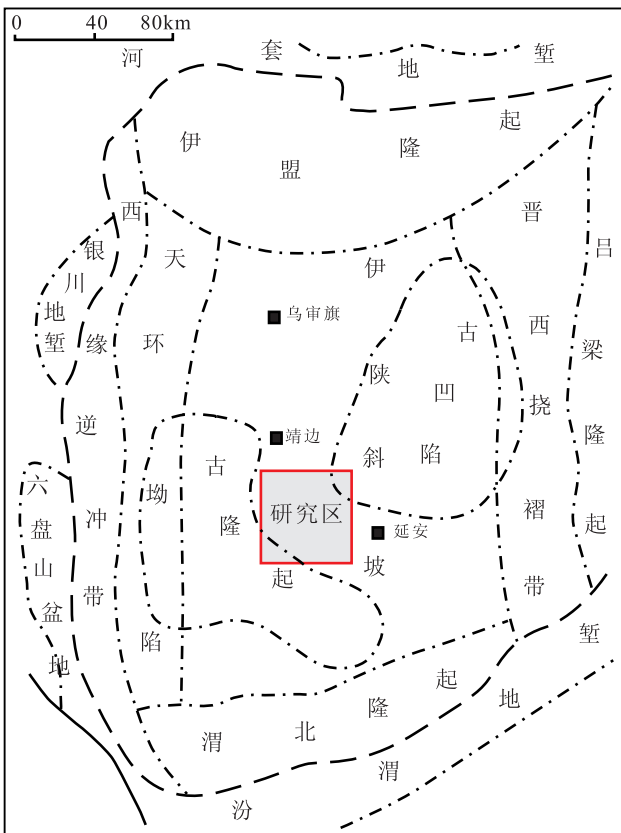 0 40 80km
河套地堑
伊盟隆起
西缘逆冲带
银川地堑
天环坳陷
伊陕斜坡
晋西挠褶带
吕梁隆起
乌审旗
古凹陷
靖边
古隆起
研究区
延安
六盘山盆地
渭北隆起
汾渭地堑